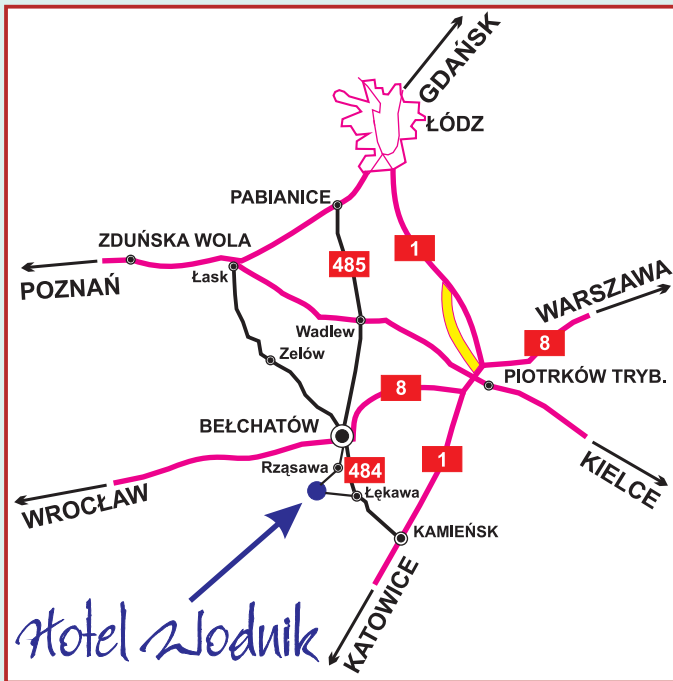 GDAŃSK
ŁÓDZ
PABIANICE
ZDUŃSKA WOLA
1
485
POZNAŃ
Łask
WARSZAWA
8
Wadlew
Zelów
PIOTRKÓW TRYB.
8
BEŁCHATÓW
1
KIELCE
Rząsawa
484
WROCŁAW
Łękawa
KAMIEŃSK
KATOWICE
Hotel Wodnik